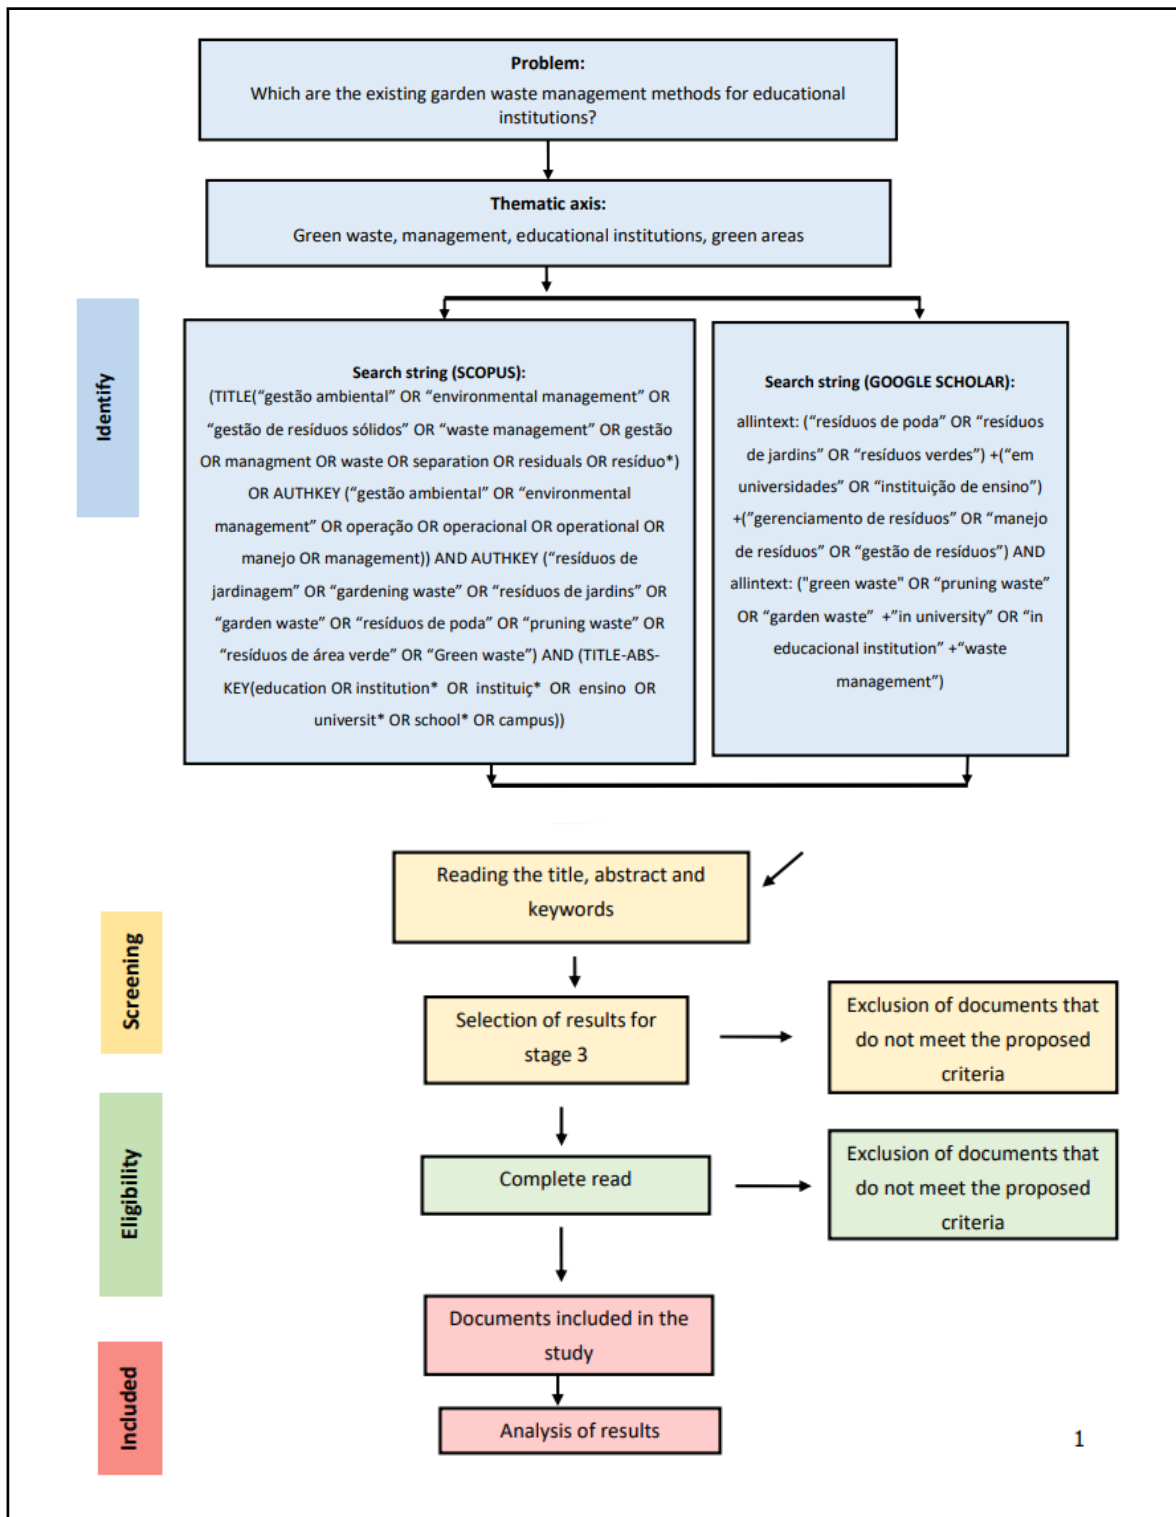 Problem:
Which are the existing garden waste management methods for educational
institutions?
Thematic axis:
Green waste, management, educational institutions, green areas
Identify
Search string (SCOPUS):
(TITLE(“gestão ambiental” OR “environmental management” OR
“gestão de resíduos sólidos” OR “waste management” OR gestão
OR managment OR waste OR separation OR residuals OR resíduo*)
OR AUTHKEY (“gestão ambiental” OR “environmental
management” OR operação OR operacional OR operational OR
manejo OR management)) AND AUTHKEY (“resíduos de
jardinagem” OR “gardening waste” OR “resíduos de jardins” OR
“garden waste” OR “resíduos de poda” OR “pruning waste” OR
“resíduos de área verde” OR “Green waste”) AND (TITLE-ABS-
KEY(education OR institution* OR instituiç* OR ensino OR
universit* OR school* OR campus))
Search string (GOOGLE SCHOLAR):
allintext: (“resíduos de poda” OR “resíduos
de jardins” OR “resíduos verdes”) +(“em
universidades” OR “instituição de ensino”)
+(”gerenciamento de resíduos” OR “manejo
de resíduos” OR “gestão de resíduos”) AND
allintext: ("green waste" OR “pruning waste”
OR “garden waste” +”in university” OR “in
educacional institution” +“waste
management”)
Screening
Reading the title, abstract and
keywords
Selection of results for
stage 3
Exclusion of documents that
do not meet the proposed
criteria
Eligibility
Complete read
Exclusion of documents that
do not meet the proposed
criteria
Included
Documents included in the
study
Analysis of results
1